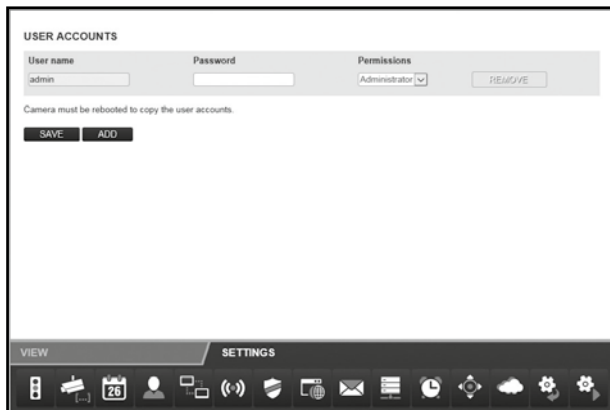 USER ACCOUNTS
User name Password Permissions
admin Administrator REMOVE
Camera must be rebooted to copy the user accounts.
SAVE ADD
VIEW SETTINGS
[...] 26